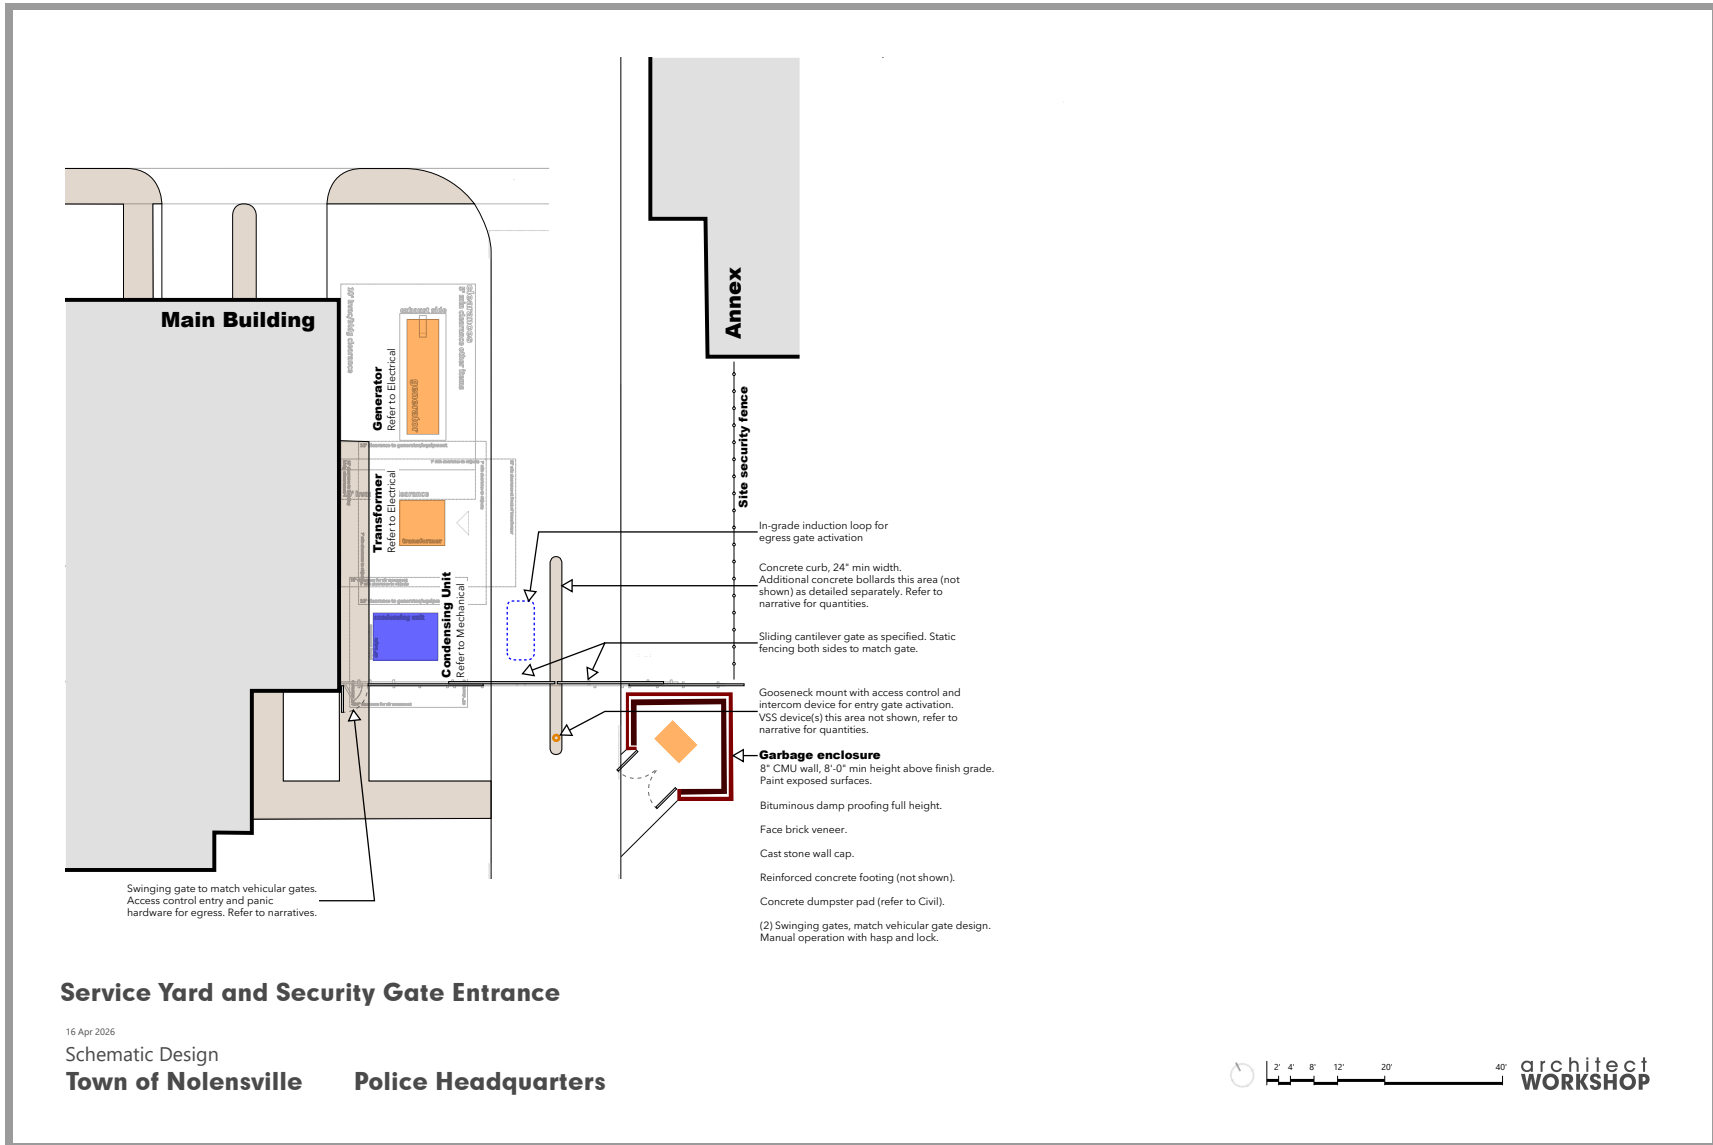 Main Building
Annex
exhaust side
generator
Generator
Refer to Electrical
Transformer
Refer to Electrical
transformer
Condensing Unit
Refer to Mechanical
Site security fence
In-grade induction loop for
egress gate activation
Concrete curb, 24" min width.
Additional concrete bollards this area (not
shown) as detailed separately. Refer to
narrative for quantities.
Sliding cantilever gate as specified. Static
fencing both sides to match gate.
Gooseneck mount with access control and
intercom device for entry gate activation.
VSS device(s) this area not shown, refer to
narrative for quantities.
Garbage enclosure
8" CMU wall, 8'-0" min height above finish grade.
Paint exposed surfaces.
Bituminous damp proofing full height.
Face brick veneer.
Cast stone wall cap.
Reinforced concrete footing (not shown).
Concrete dumpster pad (refer to Civil).
(2) Swinging gates, match vehicular gate design.
Manual operation with hasp and lock.
Swinging gate to match vehicular gates.
Access control entry and panic
hardware for egress. Refer to narratives.
Service Yard and Security Gate Entrance
16 Apr 2026
Schematic Design
Town of Nolensville Police Headquarters
2' 4' 8' 12' 20' 40'
architect
WORKSHOP